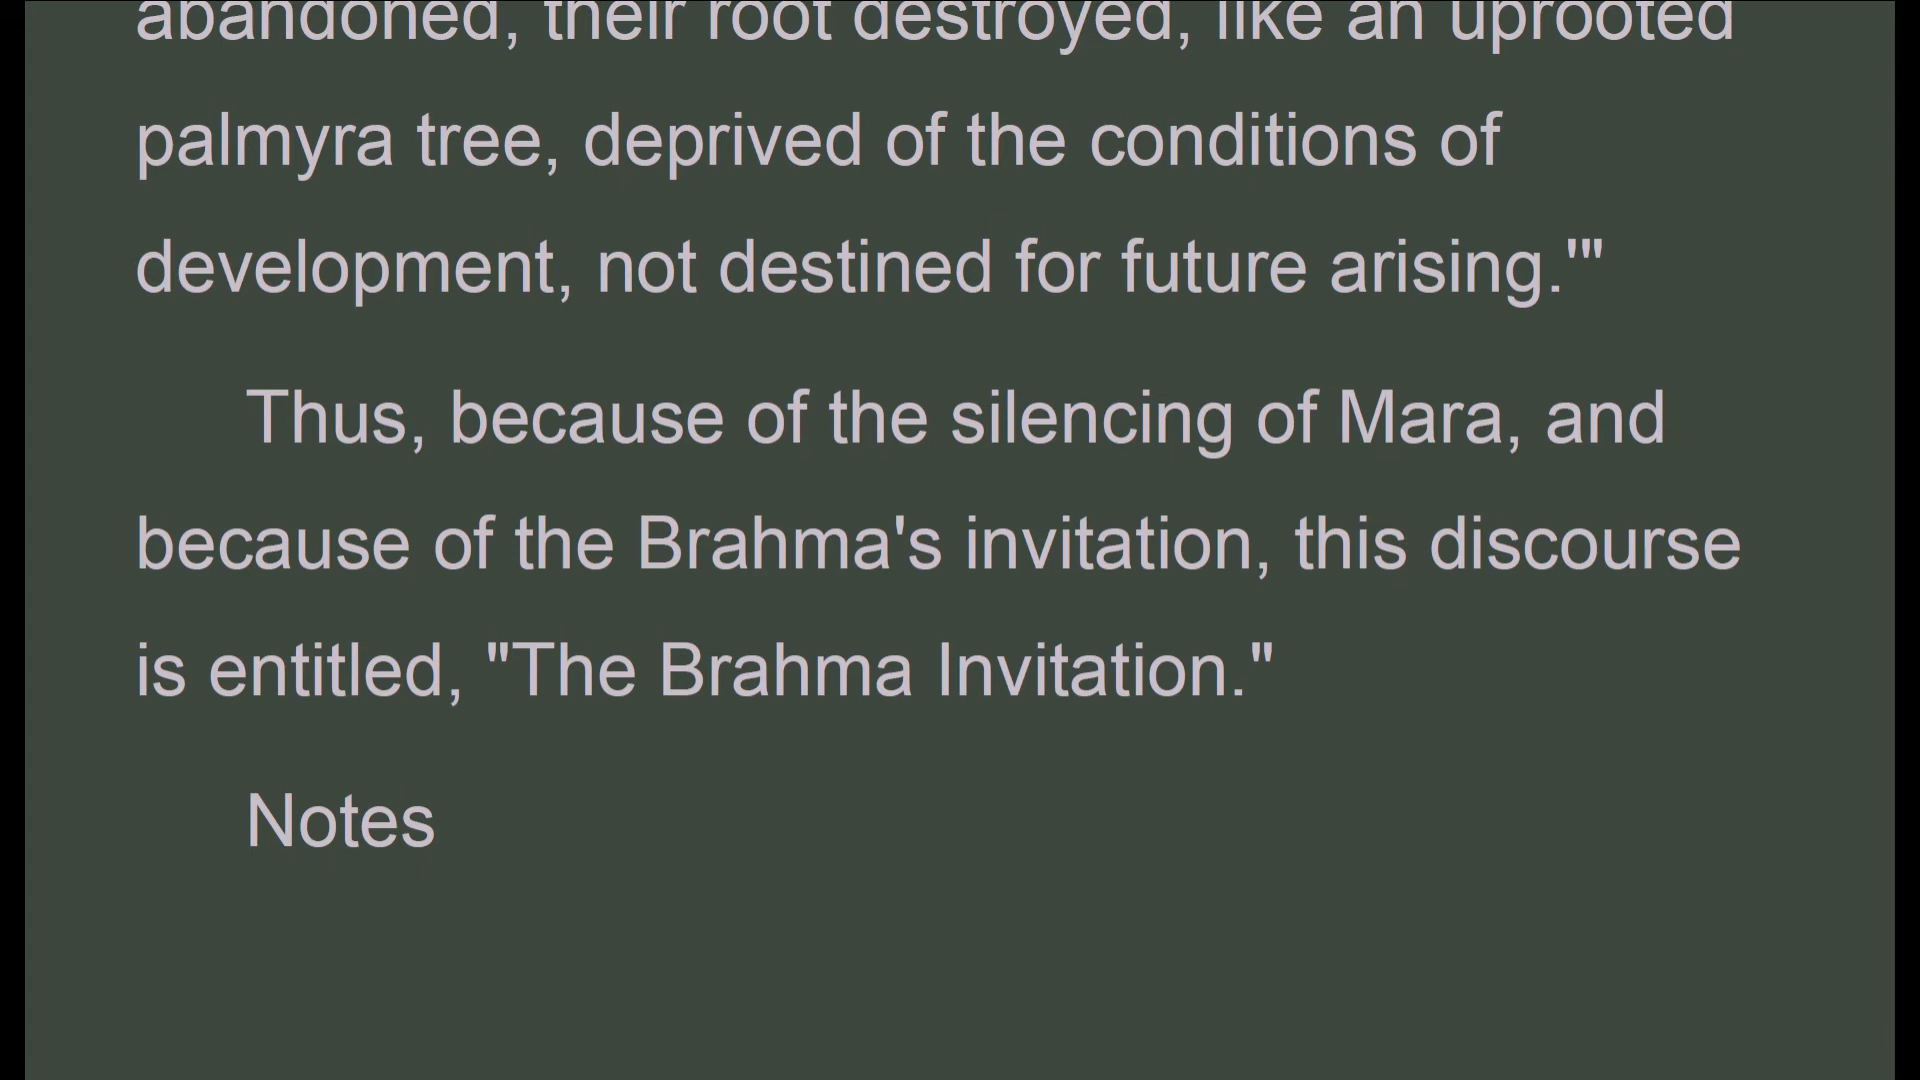 abandoned, their root destroyed, like an uprooted
palmyra tree, deprived of the conditions of
development, not destined for future arising.'"
Thus, because of the silencing of Mara, and
because of the Brahma's invitation, this discourse
is entitled, "The Brahma Invitation."
Notes